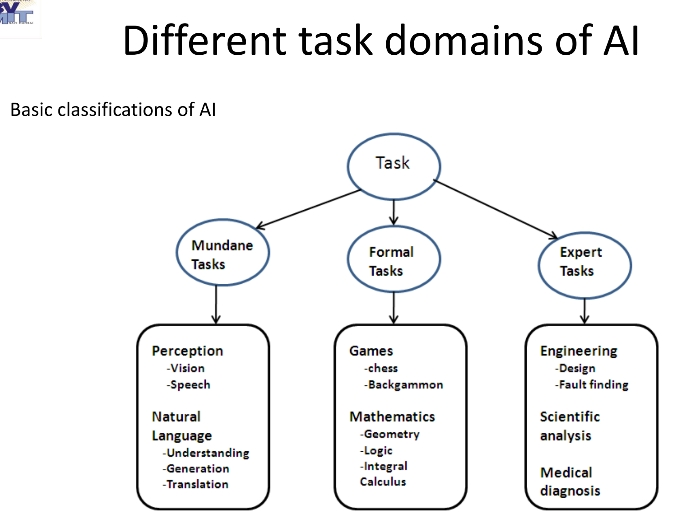 Different task domains of AI
Basic classifications of AI
Task
Mundane
Tasks
Formal
Tasks
Expert
Tasks
Perception
-Vision
-Speech
Natural
Language
-Understanding
-Generation
-Translation
Games
-chess
-Backgammon
Mathematics
-Geometry
-Logic
-Integral
Calculus
Engineering
-Design
-Fault finding
Scientific
analysis
Medical
diagnosis